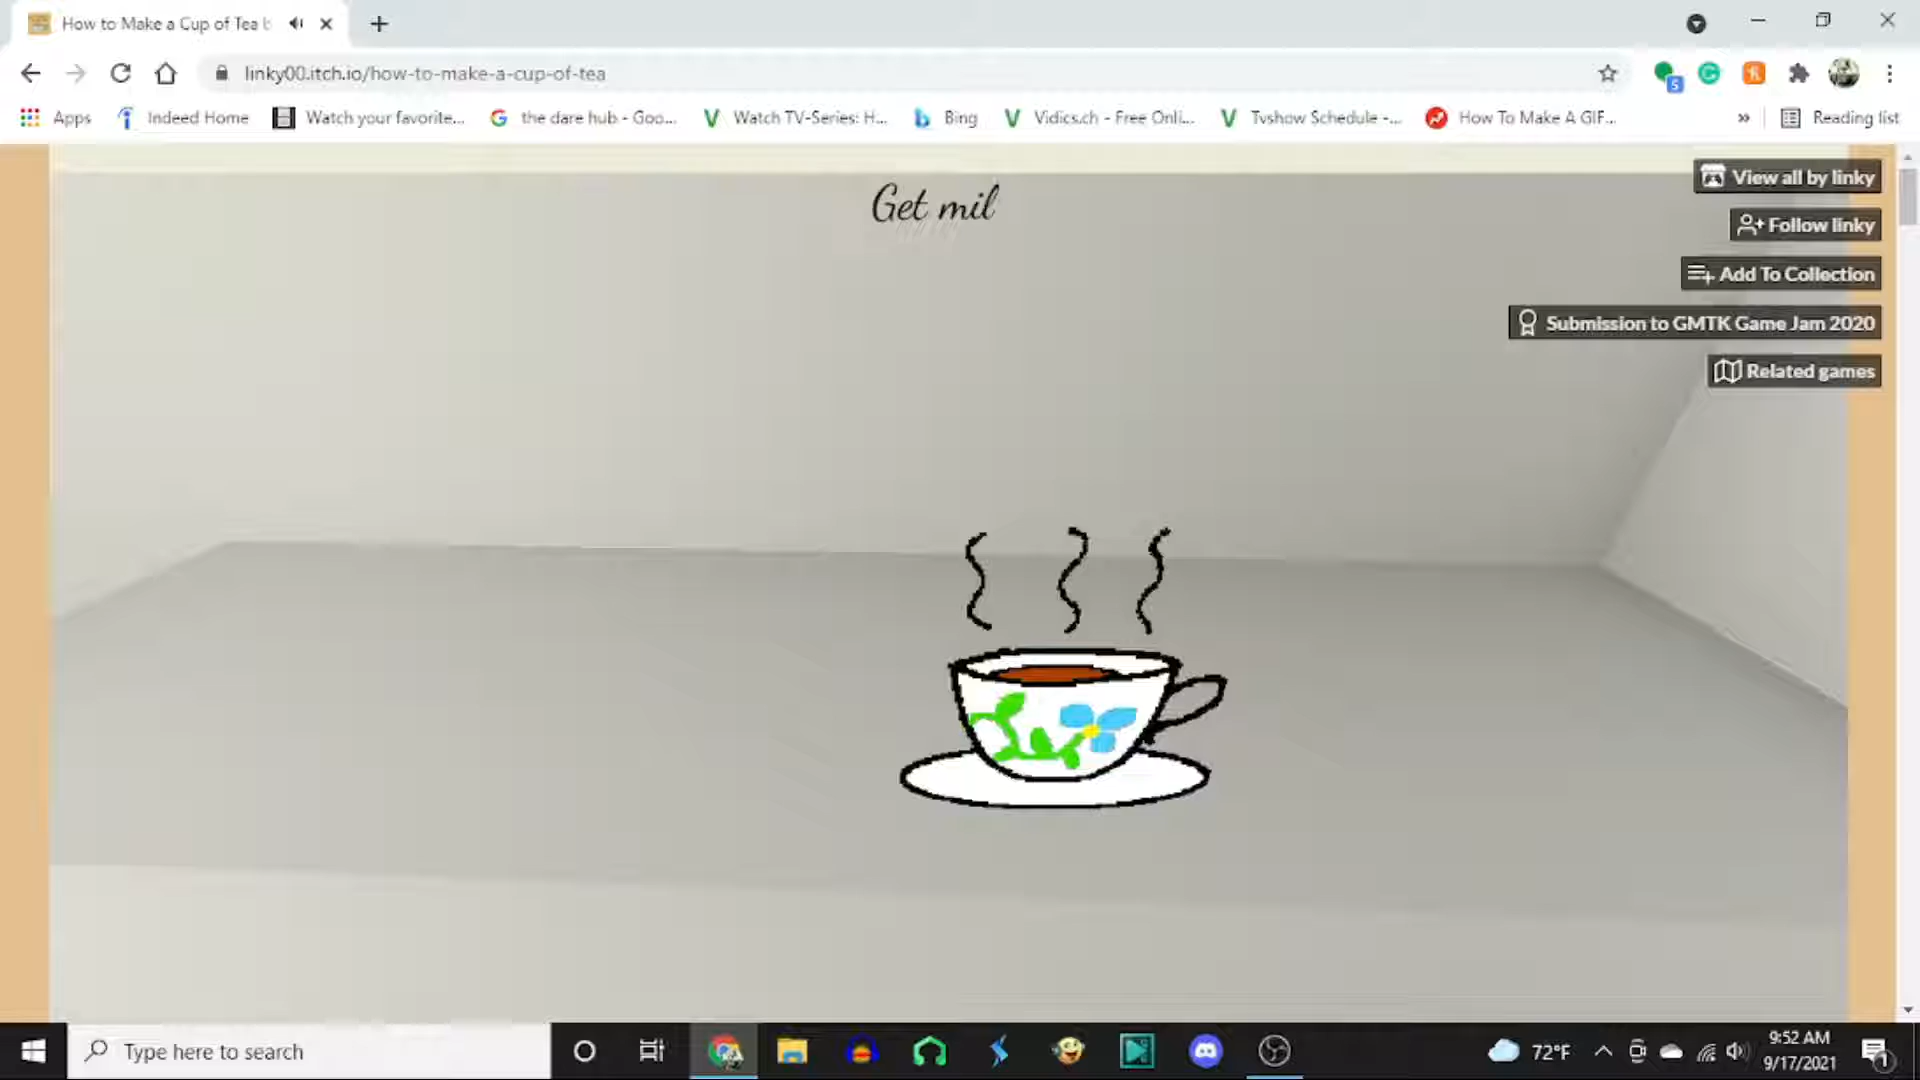 How to Make a Cup of Tea b
linky00.itch.io/how-to-make-a-cup-of-tea
5
Apps
Indeed Home
Watch your favorite...
the dare hub - Goo...
Watch TV-Series: H...
Bing
Vidics.ch - Free Onli...
Tvshow Schedule -...
How To Make A GIF...
»
Reading list
Get mil
View all by linky
Follow linky
Add To Collection
Submission to GMTK Game Jam 2020
Related games
Type here to search
72°F
9:52 AM
9/17/2021
1